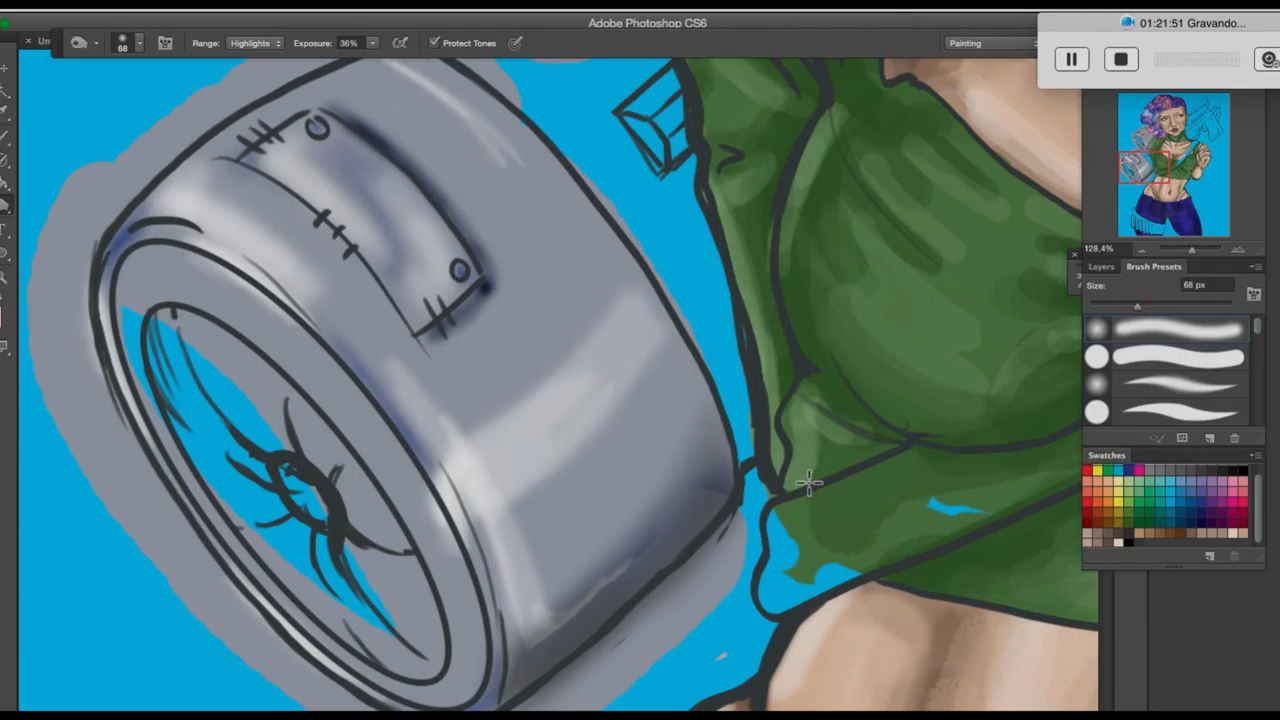 Adobe Photoshop CS6
01:21:51 Gravando...
× Un
68
Range: Highlights
Exposure: 36%
Protect Tones
Painting
128,4%
Layers
Brush Presets
Size:
68 px
Swatches